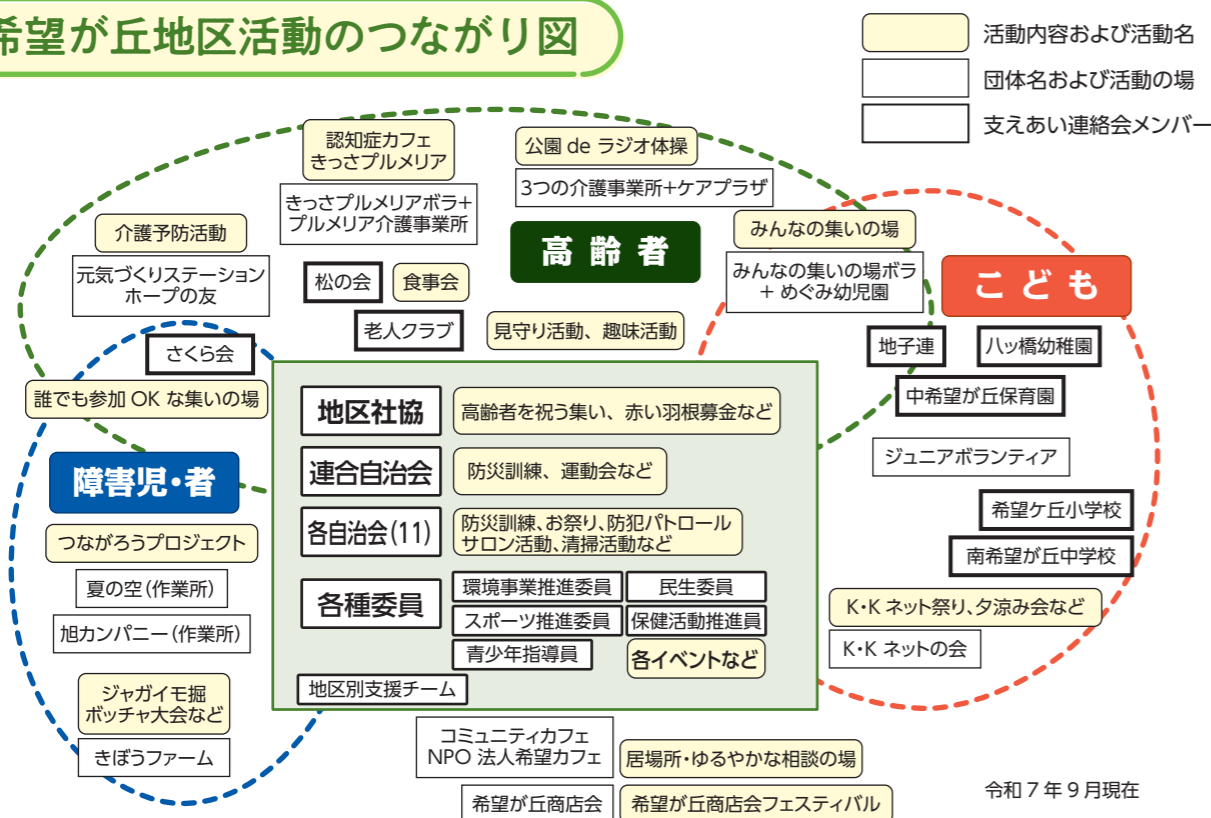 希望が丘地区活動のつながり図
活動内容および活動名
団体名および活動の場
支えあい連絡会メンバー
認知症カフェ
きっさプルメリア
きっさプルメリアボラ+
プルメリア介護事業所
公園 de ラジオ体操
3つの介護事業所+ケアプラザ
介護予防活動
元気づくりステーション
ホープの友
高齢者
みんなの集いの場
みんなの集いの場ボラ
+ めぐみ幼児園
こども
松の会
食事会
老人クラブ
見守り活動、趣味活動
さくら会
誰でも参加 OK な集いの場
地子連
八ッ橋幼稚園
中希望が丘保育園
ジュニアボランティア
希望ケ丘小学校
南希望が丘中学校
K・K ネット祭り、夕涼み会など
K・K ネットの会
障害児・者
つながろうプロジェクト
夏の空(作業所)
旭カンパニー(作業所)
ジャガイモ掘
ボッチャ大会など
きぼうファーム
地区社協
高齢者を祝う集い、赤い羽根募金など
連合自治会
防災訓練、運動会など
各自治会(11)
防災訓練、お祭り、防犯パトロール
サロン活動、清掃活動など
各種委員
環境事業推進委員
民生委員
スポーツ推進委員
保健活動推進員
青少年指導員
各イベントなど
地区別支援チーム
コミュニティカフェ
NPO 法人希望カフェ
居場所・ゆるやかな相談の場
希望が丘商店会
希望が丘商店会フェスティバル
令和7年9月現在